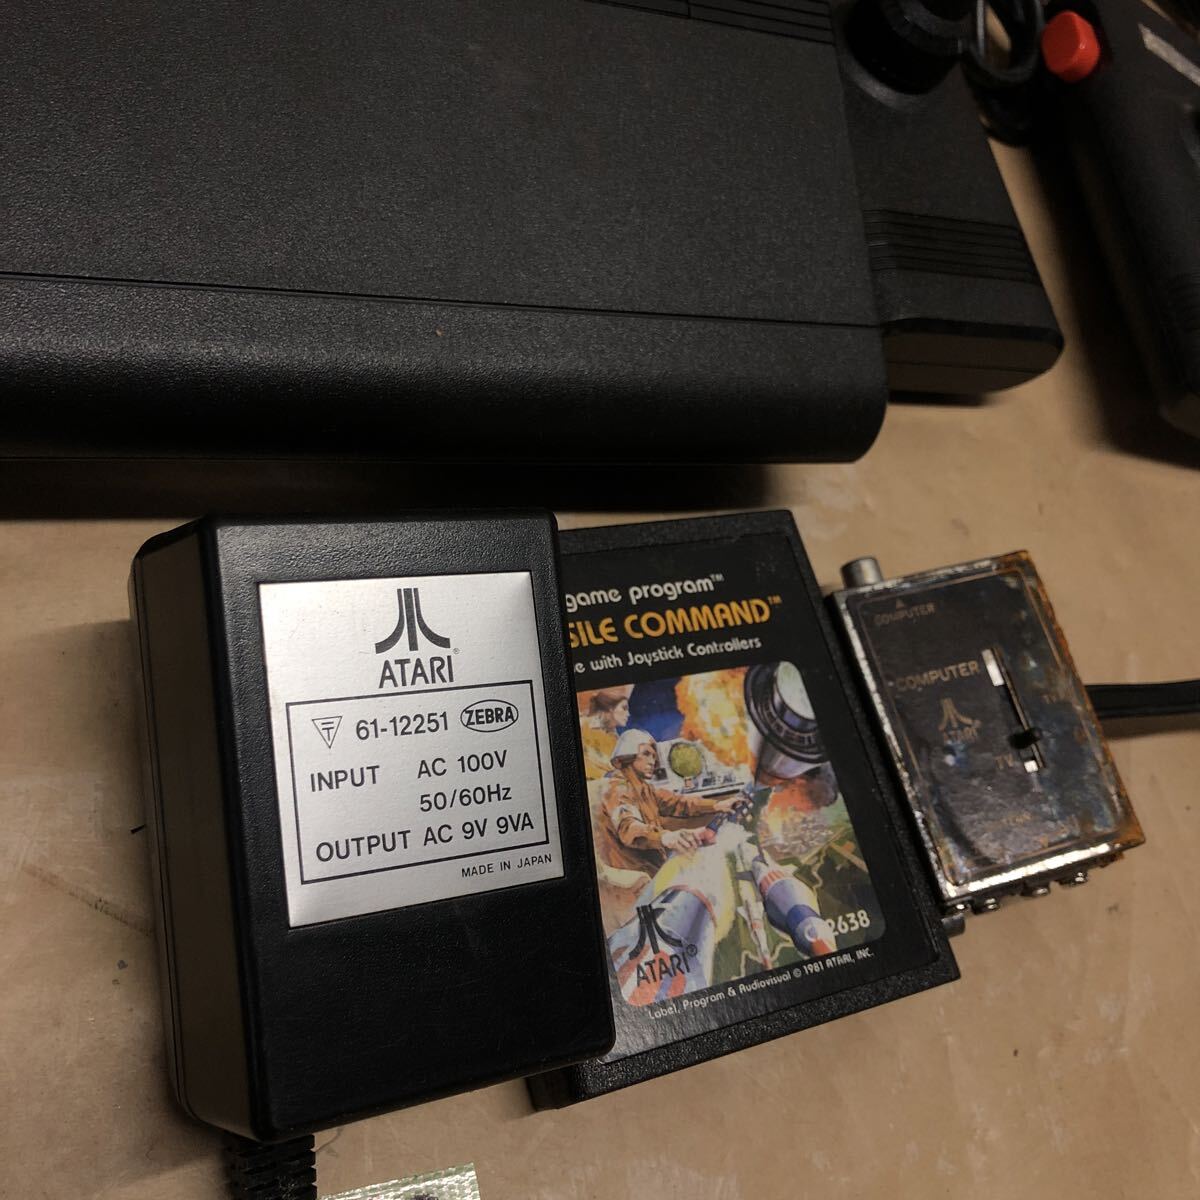 ATARI®
61-12251 ZEBRA
INPUT AC 100V
50/60Hz
OUTPUT AC 9V 9VA
MADE IN JAPAN
game program™
SILE COMMAND™
e with Joystick Controllers
2638
ATARI®
Label, Program & Audiovisual © 1981 ATARI, INC.
COMPUTER
COMPUTER
ATARI
TV